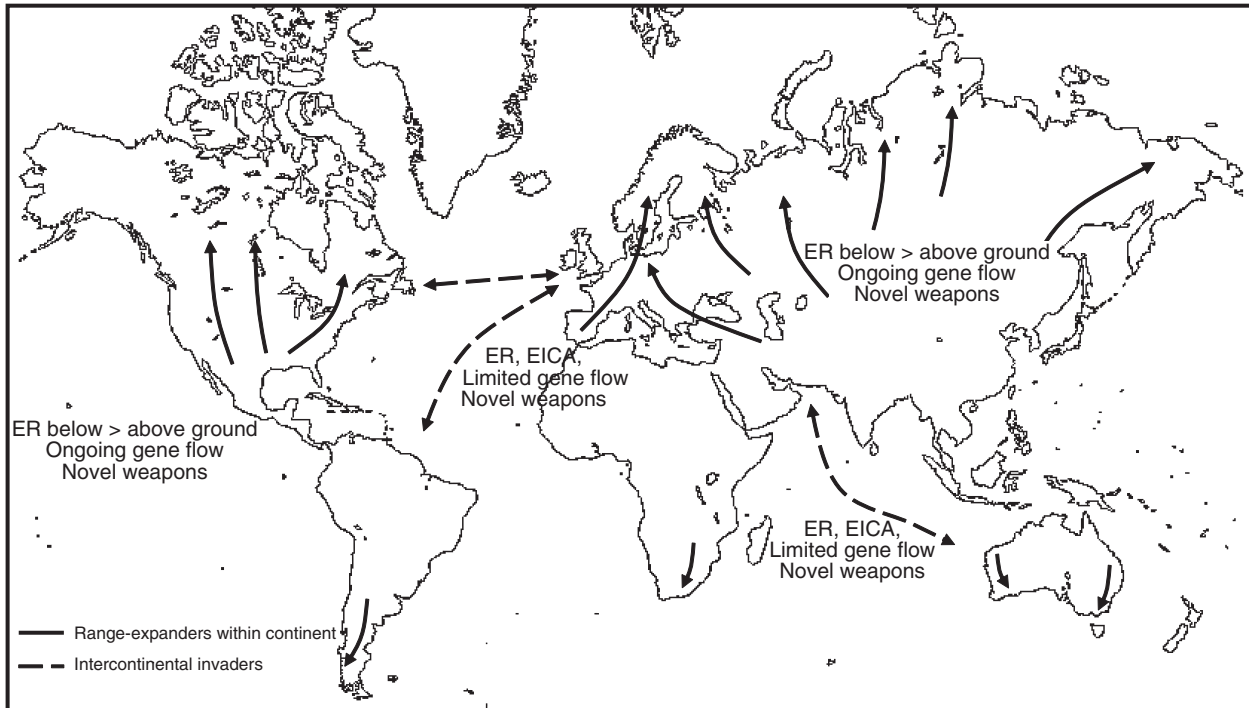 ER below > above ground
Ongoing gene flow
Novel weapons
ER, EICA,
Limited gene flow
Novel weapons
ER below > above ground
Ongoing gene flow
Novel weapons
ER, EICA,
Limited gene flow
Novel weapons
Range-expanders within continent
Intercontinental invaders